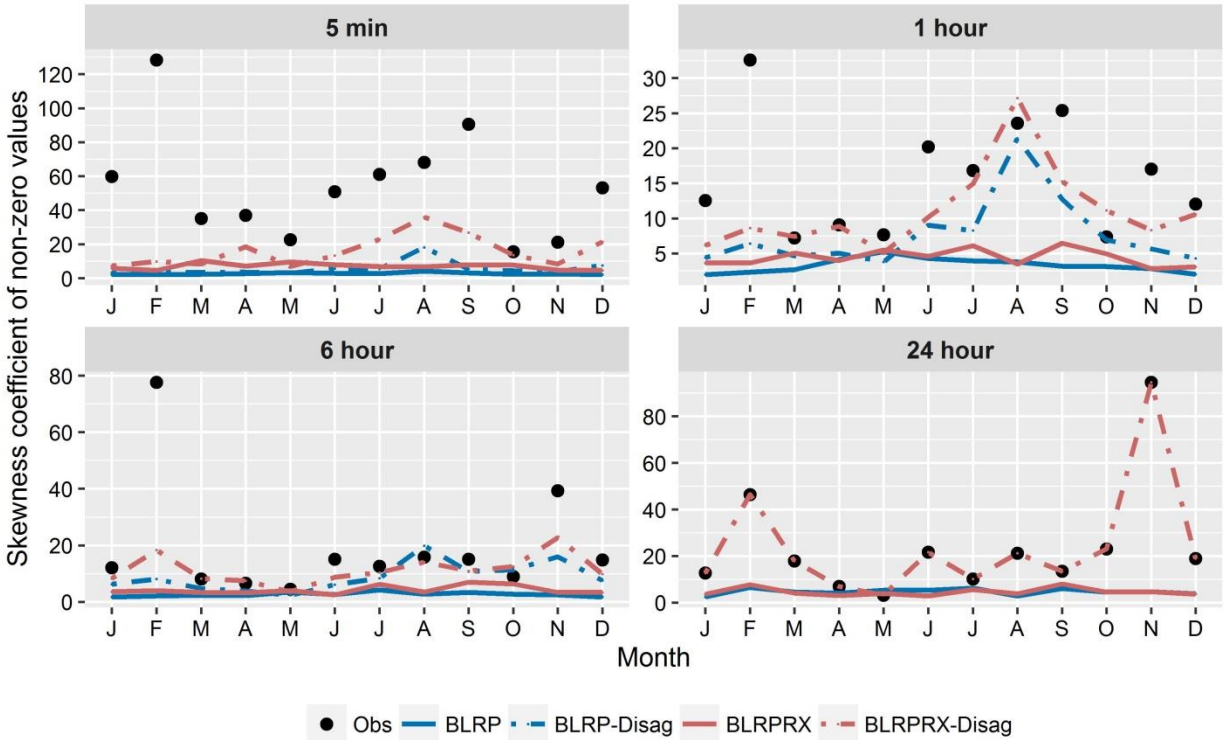 5 min
1 hour
Skewness coefficient of non-zero values
120
100
80
60
40
20
0
J F M A M J J A S O N D
30
25
20
15
10
5
J F M A M J J A S O N D
6 hour
24 hour
80
60
40
20
0
J F M A M J J A S O N D
80
60
40
20
0
J F M A M J J A S O N D
Month
Obs BLRP BLRP-Disag BLRPRX BLRPRX-Disag